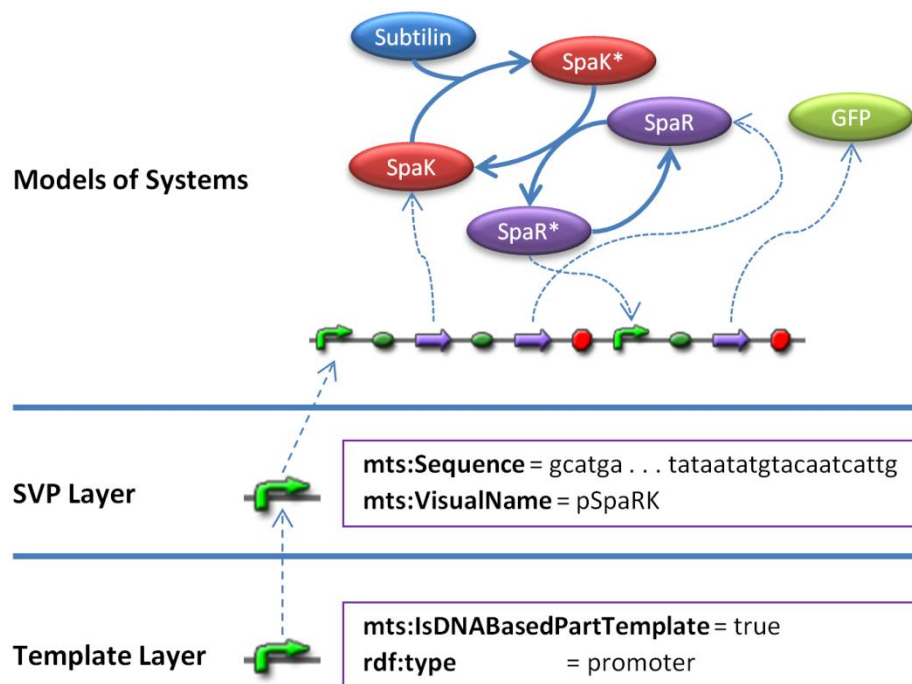 Subtilin
SpaK*
SpaR
GFP
SpaK
Models of Systems
SpaR*
mts:Sequence = gcatga . . . tataatatgtacaatcattg
SVP Layer
mts:VisualName = pSpaRK
mts:IsDNABasedPartTemplate = true
Template Layer
rdf:type = promoter